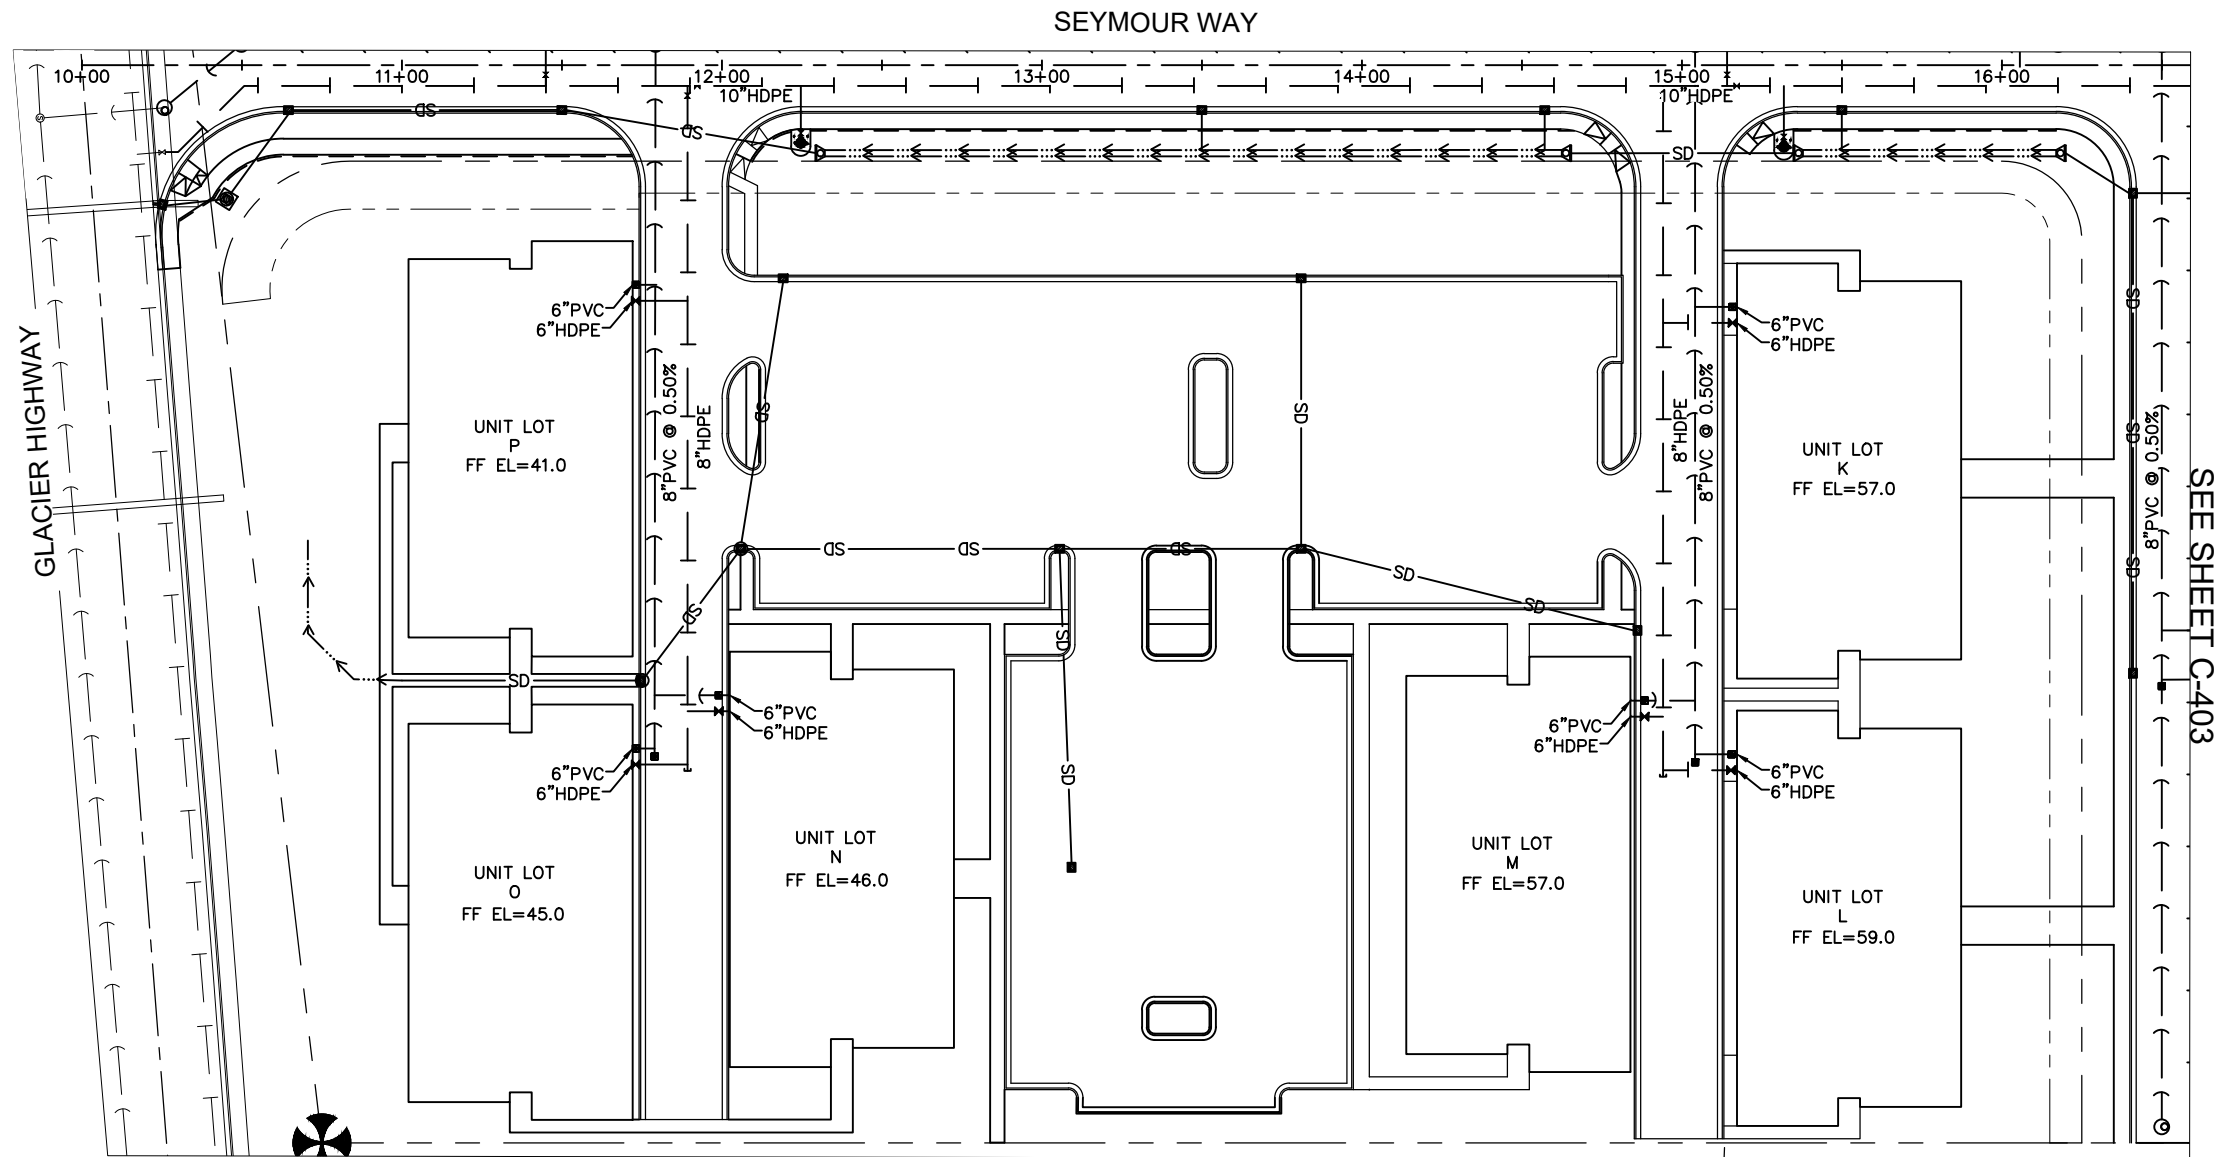 SEYMOUR WAY
10+00
11+00
12+00
13+00
14+00
15+00
16+00
10"HDPE
10"HDPE
SD
SD
SD
6"PVC
6"HDPE
6"PVC
6"HDPE
GLACIER HIGHWAY
8"PVC @ 0.50%
8"HDPE
8"HDPE
8"PVC @ 0.50%
8"PVC @ 0.50%
SEE SHEET C-403
SD
SD
SD
SD
SD
UNIT LOT
P
FF EL=41.0
UNIT LOT
K
FF EL=57.0
SD
SD
SD
SD
SD
SD
SD
SD
SD
SD
6"PVC
6"HDPE
6"PVC
6"HDPE
6"PVC
6"HDPE
6"PVC
6"HDPE
UNIT LOT
O
FF EL=45.0
UNIT LOT
N
FF EL=46.0
UNIT LOT
M
FF EL=57.0
UNIT LOT
L
FF EL=59.0